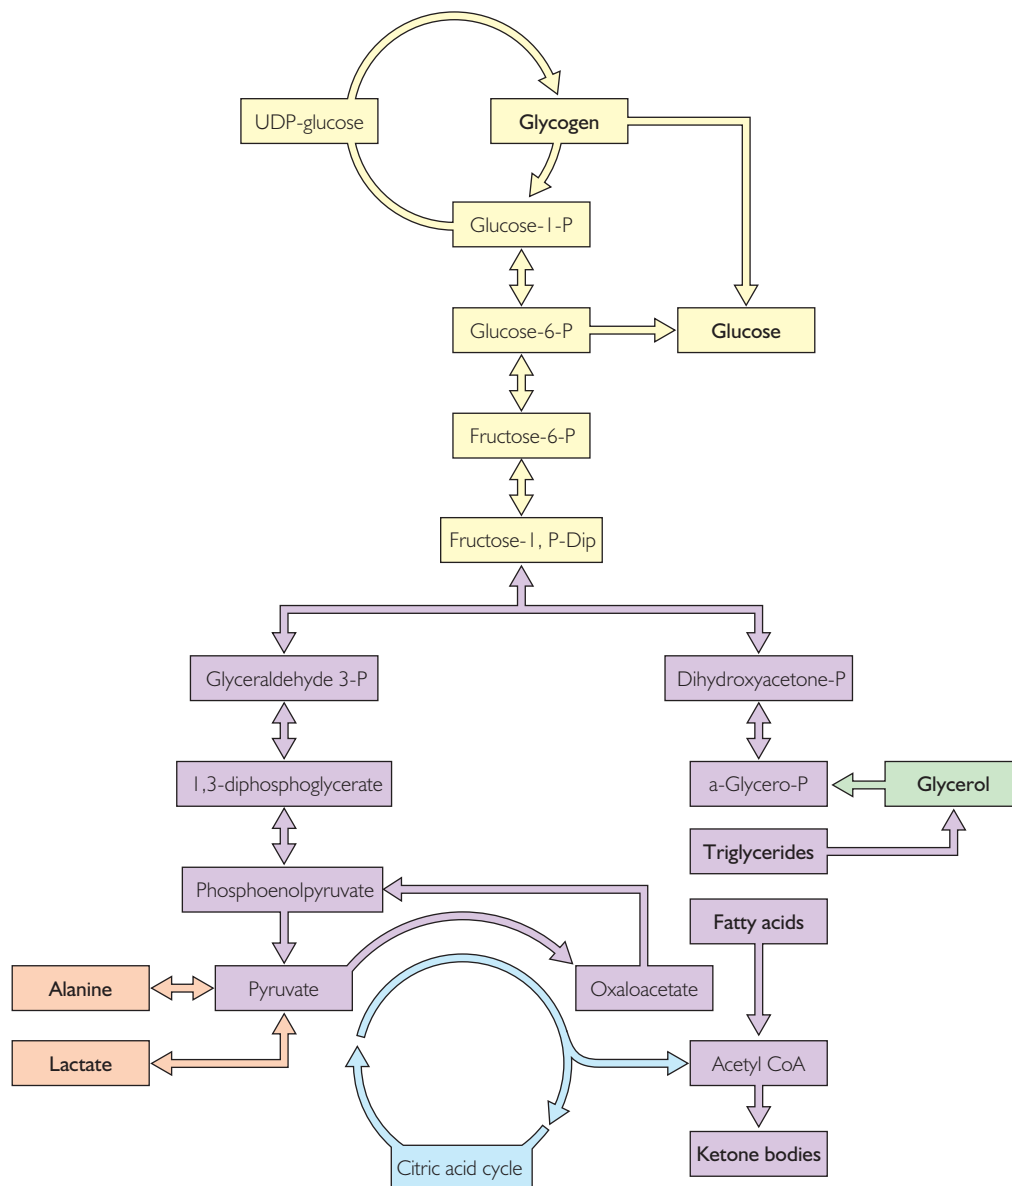 UDP-glucose
Glycogen
Glucose-1-P
Glucose-6-P
Glucose
Fructose-6-P
Fructose-1, P-Dip
Glyceraldehyde 3-P
Dihydroxyacetone-P
1,3-diphosphoglycerate
a-Glycero-P
Glycerol
Triglycerides
Phosphoenolpyruvate
Fatty acids
Alanine
Pyruvate
Oxaloacetate
Lactate
Acetyl CoA
Citric acid cycle
Ketone bodies